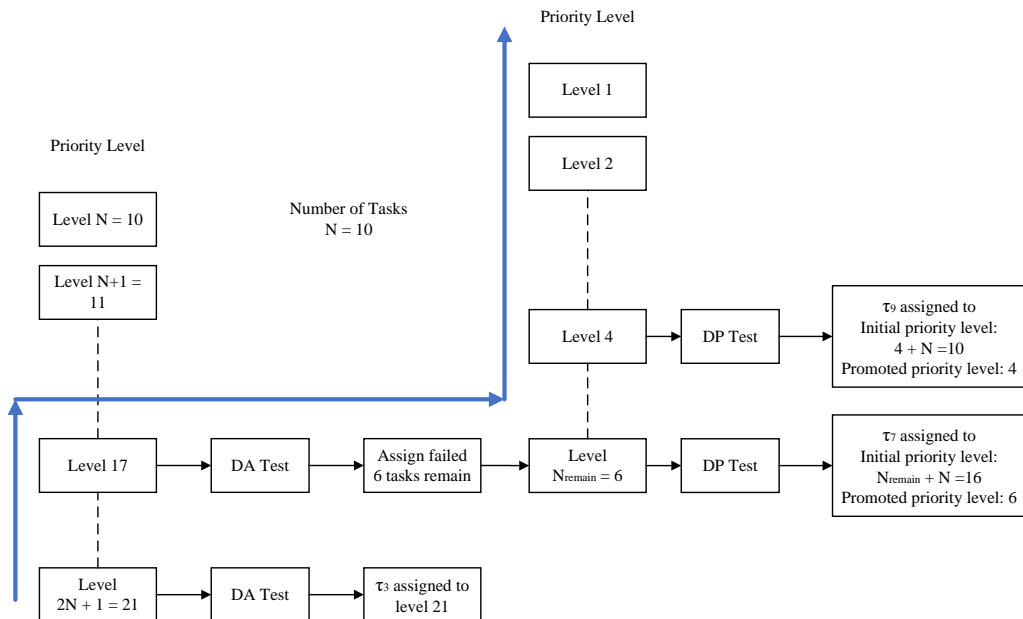 Priority Level
Level 1
Level 2
Priority Level
Level N = 10
Number of Tasks
N = 10
Level N+1 =
11
Level 4
DP Test
τ9 assigned to
Initial priority level:
4 + N =10
Promoted priority level: 4
Level 17
DA Test
Assign failed
6 tasks remain
Level
Nremain = 6
DP Test
τ7 assigned to
Initial priority level:
Nremain + N =16
Promoted priority level: 6
Level
2N + 1 = 21
DA Test
τ3 assigned to
level 21